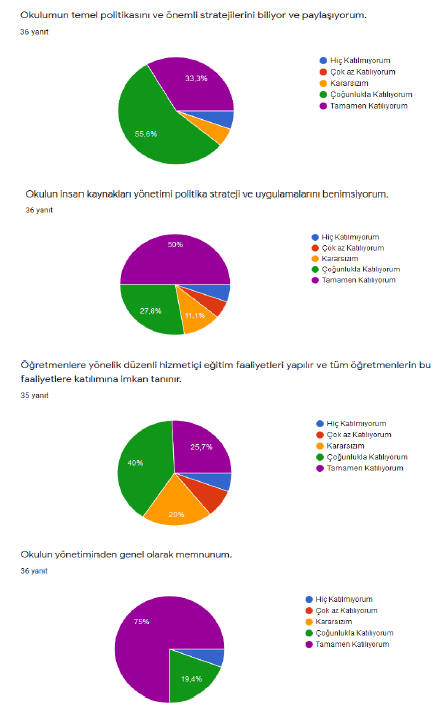 Okulumun temel politikasını ve önemli stratejilerini biliyor ve paylaşıyorum.
36 yanıt
Hiç Katılmıyorum
Çok az Katılıyorum
Kararsızım
Çoğunlukla Katılıyorum
Tamamen Katılıyorum
33,3%
55,6%
Okulun insan kaynakları yönetimi politika strateji ve uygulamalarını benimsiyorum.
36 yanıt
Hiç Katılmıyorum
Çok az Katılıyorum
Kararsızım
Çoğunlukla Katılıyorum
Tamamen Katılıyorum
50%
27,8%
11,1%
Öğretmenlere yönelik düzenli hizmetiçi eğitim faaliyetleri yapılır ve tüm öğretmenlerin bu
faaliyetlere katılımına imkan tanınır.
35 yanıt
Hiç Katılmıyorum
Çok az Katılıyorum
Kararsızım
Çoğunlukla Katılıyorum
Tamamen Katılıyorum
25,7%
40%
20%
Okulun yönetiminden genel olarak memnunum.
36 yanıt
Hiç Katılmıyorum
Çok az Katılıyorum
Kararsızım
Çoğunlukla Katılıyorum
Tamamen Katılıyorum
75%
19,4%